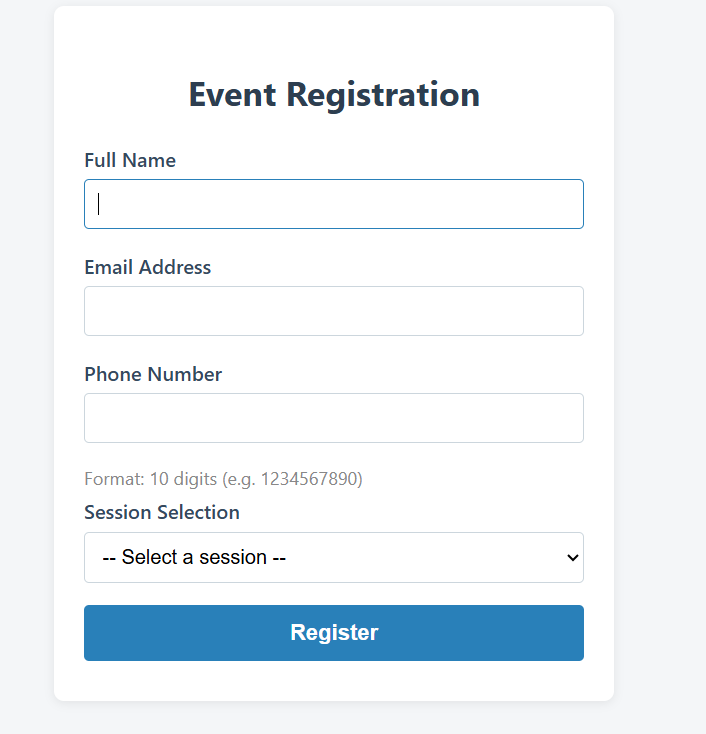 Event Registration
Full Name
Email Address
Phone Number
Format: 10 digits (e.g. 1234567890)
Session Selection
-- Select a session --
Register